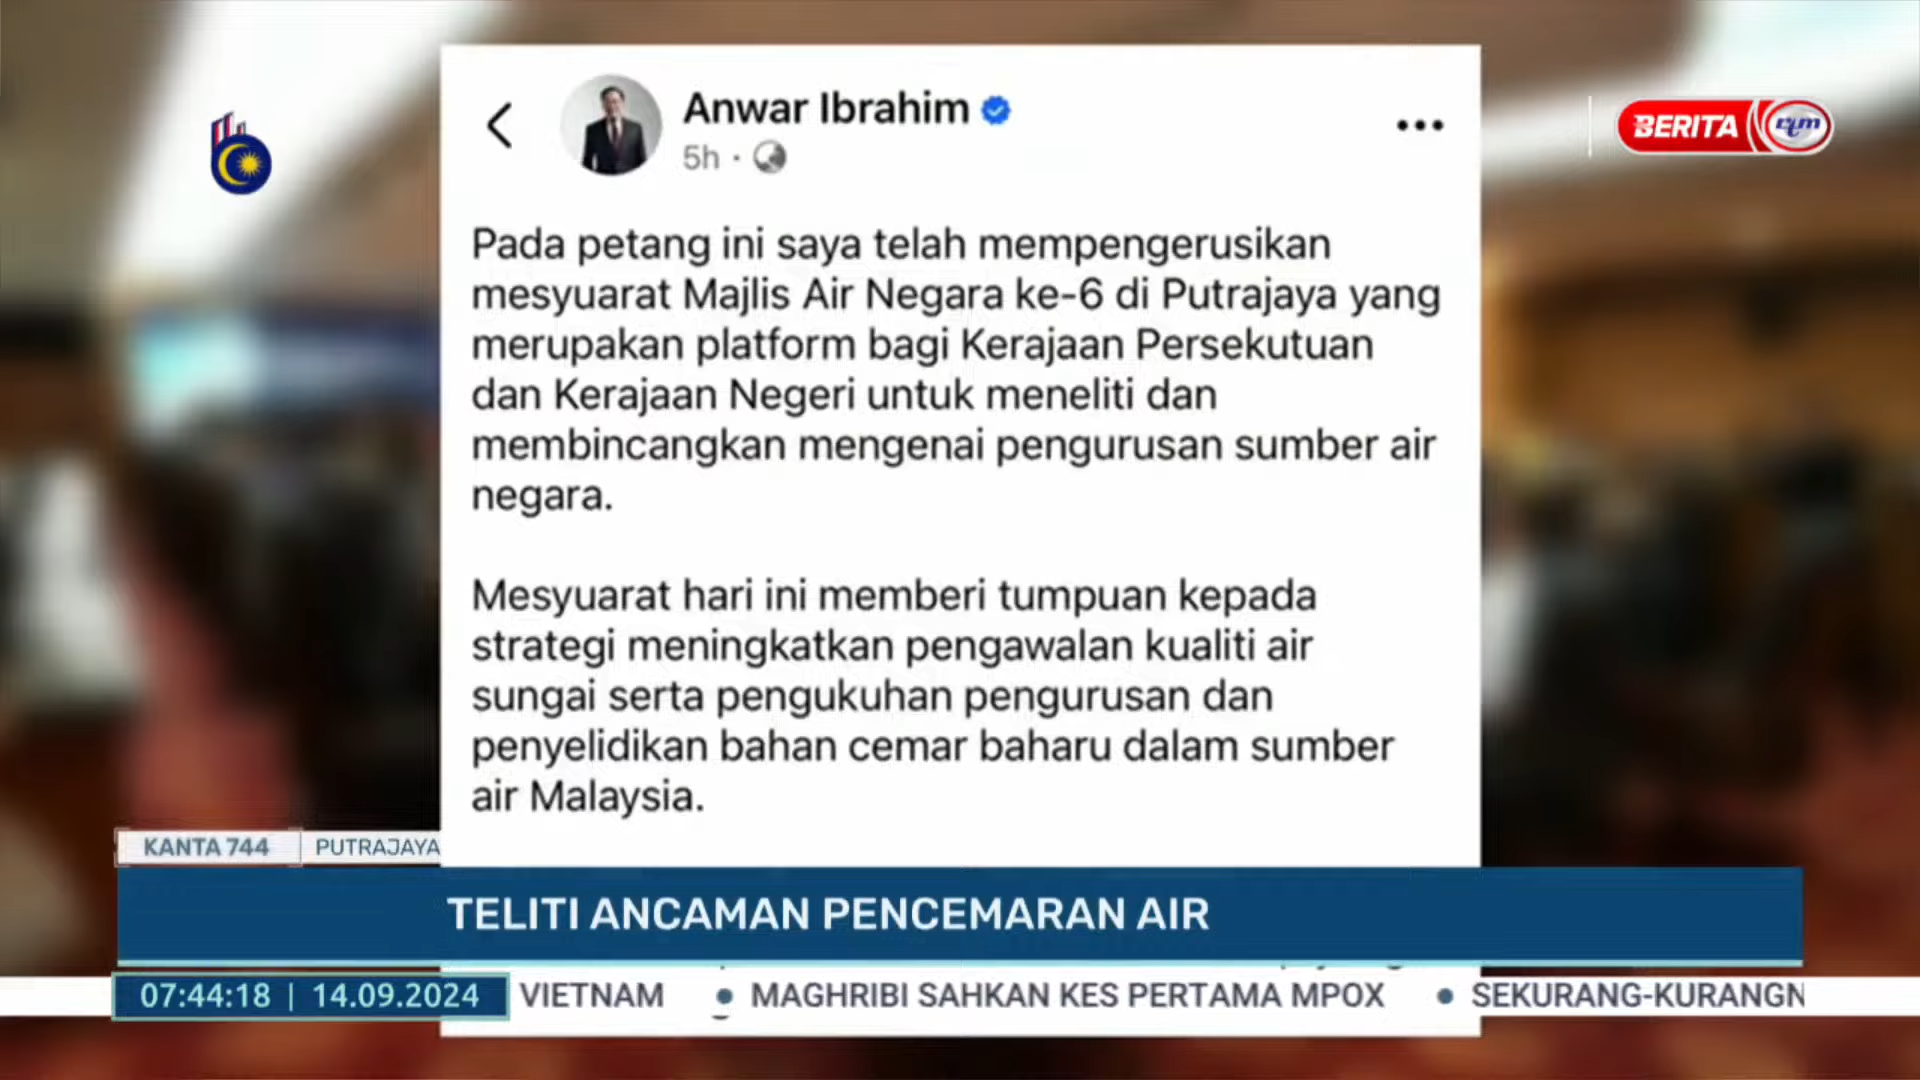 Anwar Ibrahim
5h ·
BERITA rtm
Pada petang ini saya telah mempengerusikan
mesyuarat Majlis Air Negara ke-6 di Putrajaya yang
merupakan platform bagi Kerajaan Persekutuan
dan Kerajaan Negeri untuk meneliti dan
membincangkan mengenai pengurusan sumber air
negara.
Mesyuarat hari ini memberi tumpuan kepada
strategi meningkatkan pengawalan kualiti air
sungai serta pengukuhan pengurusan dan
penyelidikan bahan cemar baharu dalam sumber
air Malaysia.
KANTA 744 PUTRAJAYA
TELITI ANCAMAN PENCEMARAN AIR
07:44:18 | 14.09.2024 VIETNAM • MAGHRIBI SAHKAN KES PERTAMA MPOX • SEKURANG-KURANGN